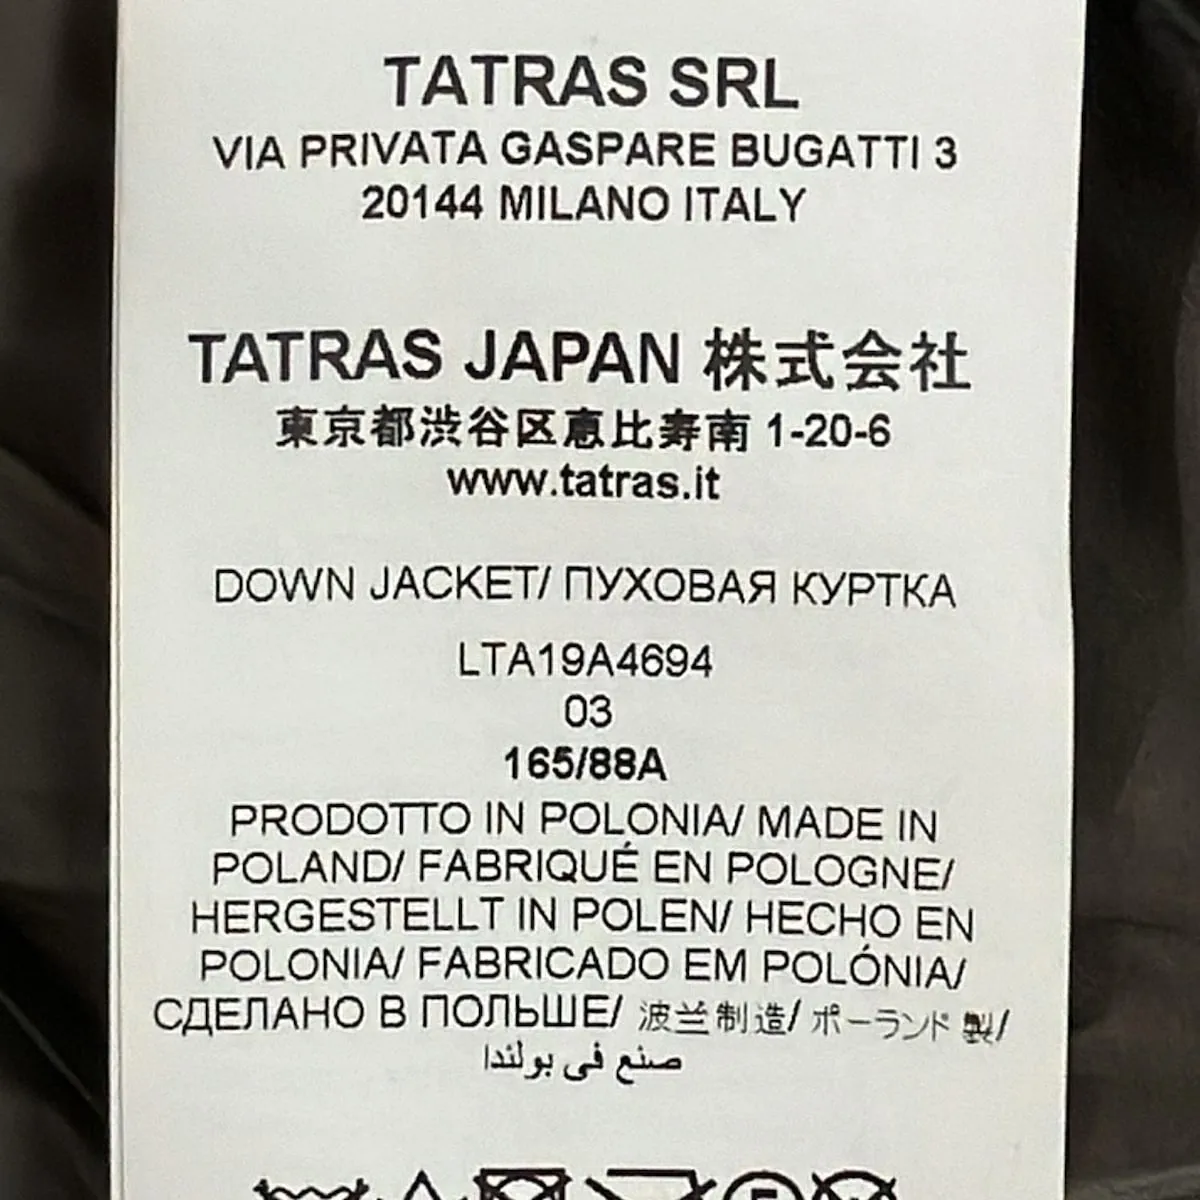 TATRAS SRL
VIA PRIVATA GASPARE BUGATTI 3
20144 MILANO ITALY
TATRAS JAPAN 株式会社
東京都渋谷区恵比寿南 1-20-6
www.tatras.it
DOWN JACKET/ ПУХОВАЯ КУРТКА
LTA19A4694
03
165/88A
PRODOTTO IN POLONIA/ MADE IN
POLAND/ FABRIQUÉ EN POLOGNE/
HERGESTELLT IN POLEN/ HECHO EN
POLONIA/ FABRICADO EM POLÓNIA/
СДЕЛАНО В ПОЛЬШЕ/ 波兰制造/ ポーランド 製/
صنع في بولندا